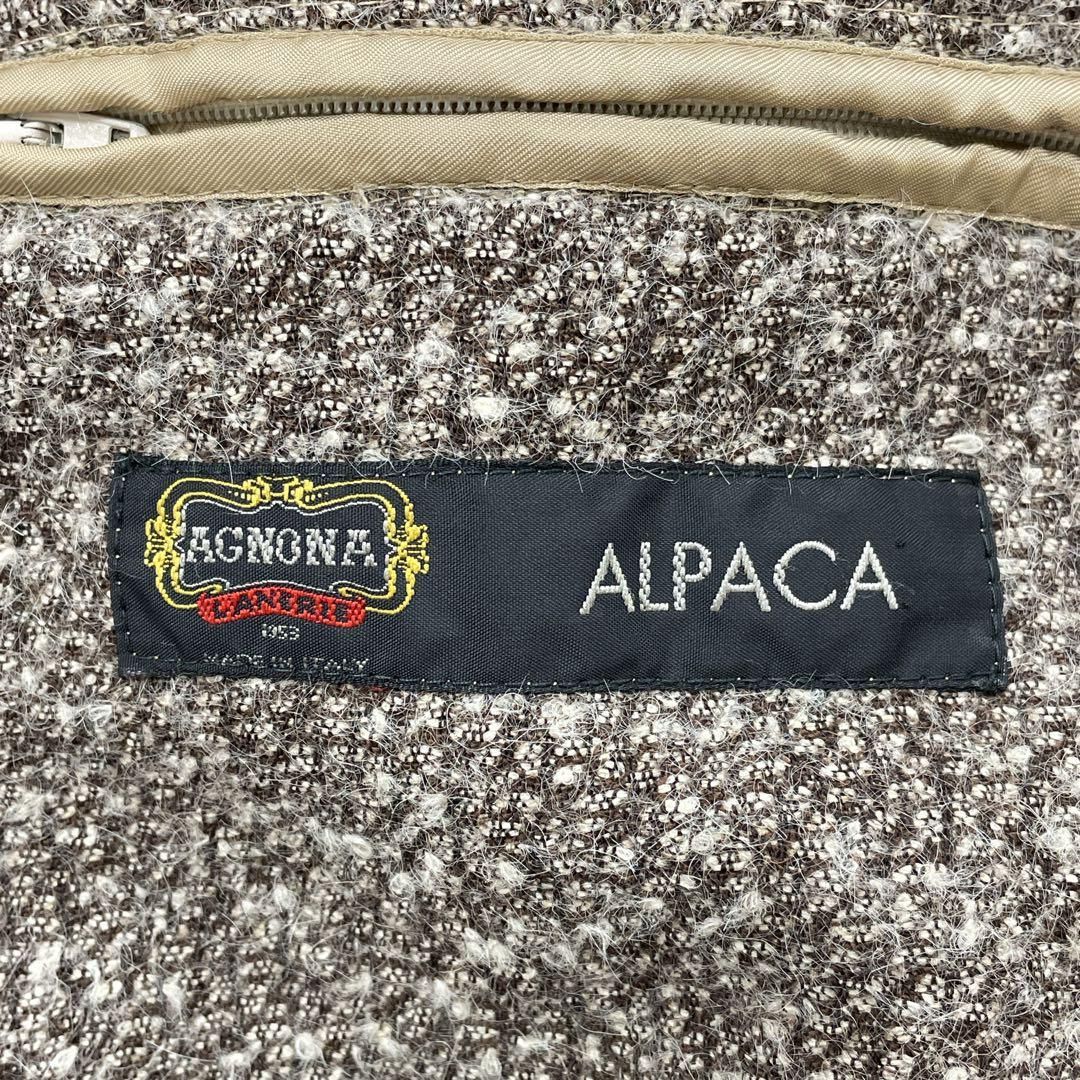 AGNONA
LANERIE
1953
MADE IN ITALY
ALPACA